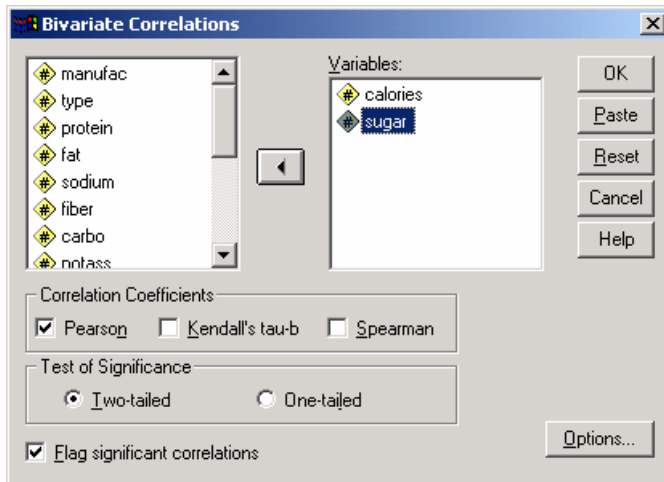 Bivariate Correlations
manufac
type
protein
fat
sodium
fiber
carbo
potass
Variables:
calories
sugar
OK
Paste
Reset
Cancel
Help
Correlation Coefficients
Pearson Kendall's tau-b Spearman
Test of Significance
Two-tailed One-tailed
Flag significant correlations
Options...